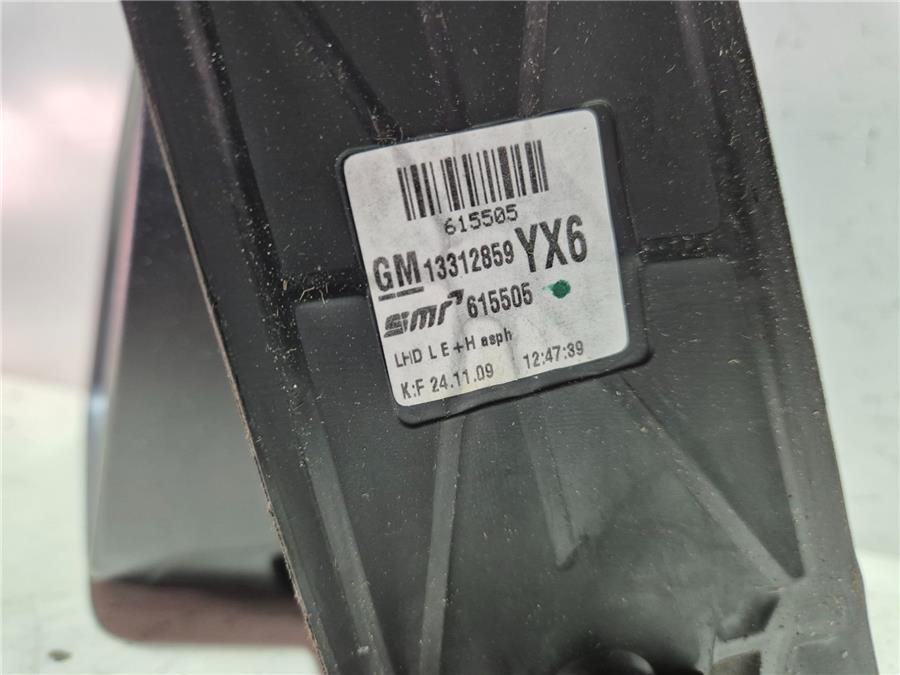 615505
GM 13312859 YX6
smr 615505
LHD L E+H asph
K:F 24.11.09 12:47:39